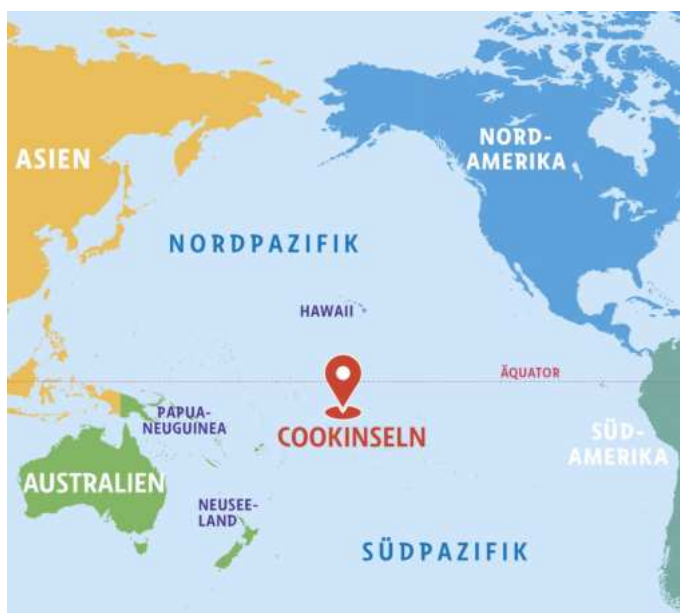 ASIEN
NORD-
AMERIKA
NORDPAZIFIK
HAWAII
ÄQUATOR
PAPUA-
NEUGUINEA
COOKINSELN
SÜD-
AMERIKA
AUSTRALIEN
NEUSEE-
LAND
SÜDPAZIFIK